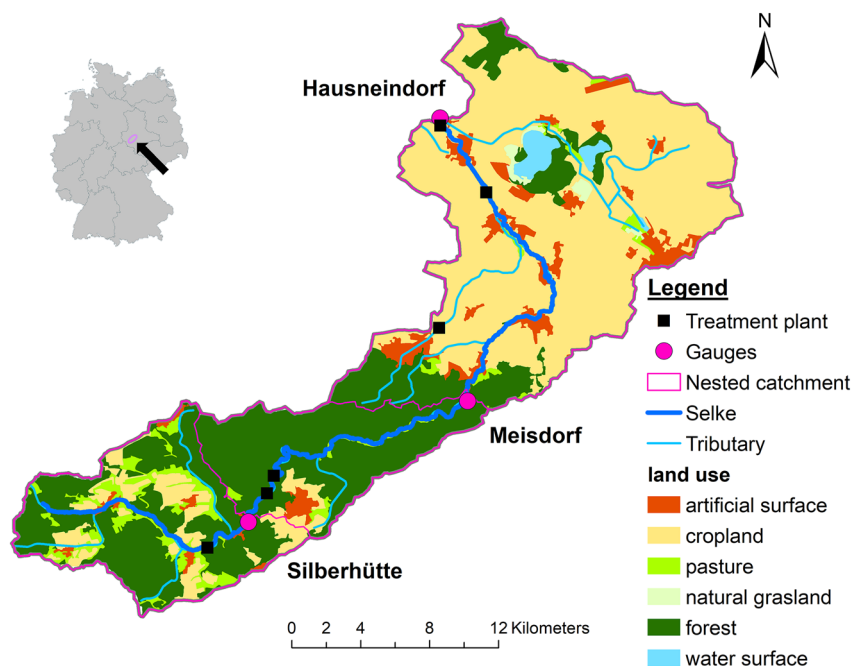 N
Hausneindorf
Legend
Treatment plant
Gauges
Nested catchment
Selke
Meisdorf
Tributary
land use
artificial surface
cropland
pasture
natural grasland
Silberhütte
forest
0 2 4 8 12 Kilometers
water surface